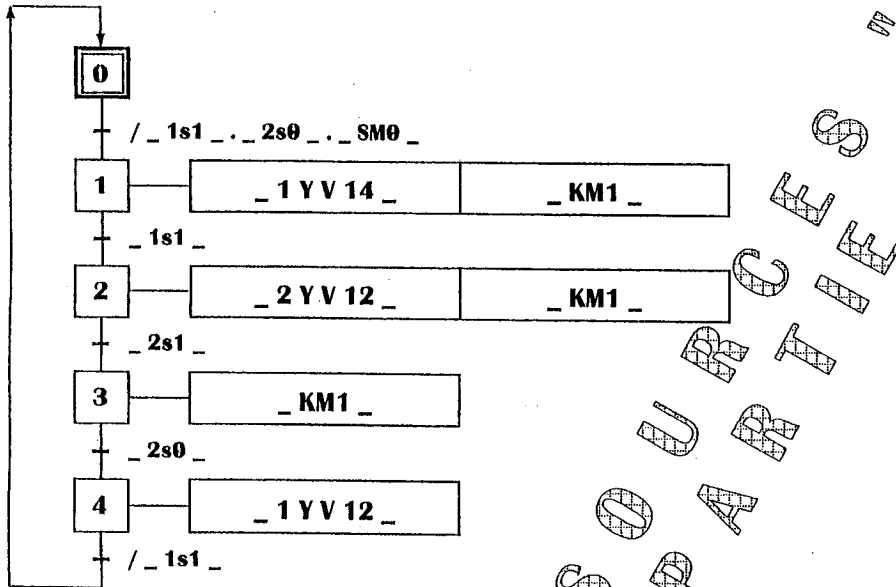 0
/ _ 1s1 _ . _ 2s0 _ . _ SM0 _
1
_ 1 Y V 14 _
_ KM1 _
_ 1s1 _
2
_ 2 Y V 12 _
_ KM1 _
_ 2s1 _
3
_ KM1 _
_ 2s0 _
4
_ 1 Y V 12 _
/ _ 1s1 _
SOURCES "
PARTIE